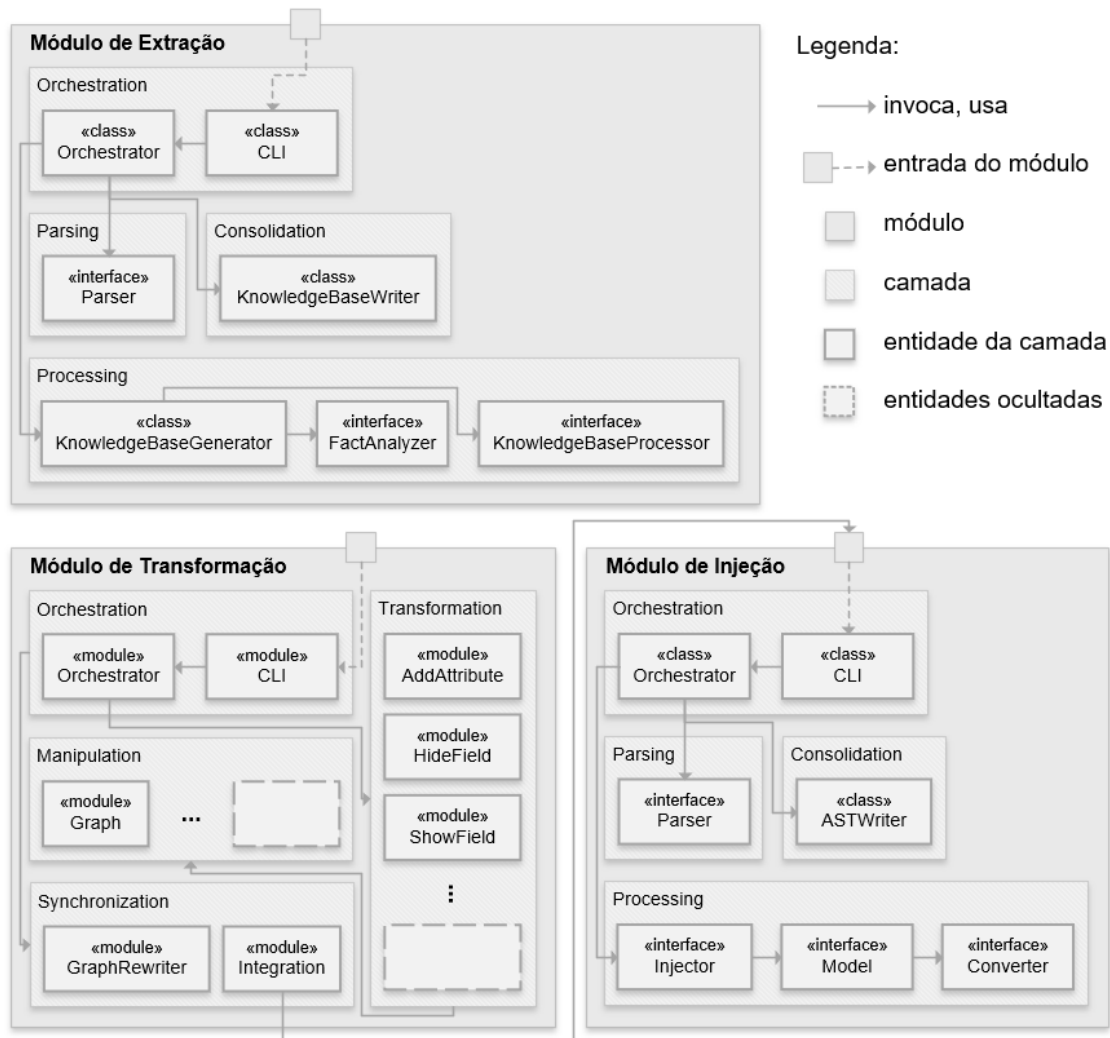 Módulo de Extração
Orchestration
«class»
Orchestrator
«class»
CLI
Parsing
«interface»
Parser
Consolidation
«class»
KnowledgeBaseWriter
Processing
«class»
KnowledgeBaseGenerator
«interface»
FactAnalyzer
«interface»
KnowledgeBaseProcessor
Legenda:
invoca, usa
entrada do módulo
módulo
camada
entidade da camada
entidades ocultadas
Módulo de Transformação
Orchestration
«module»
Orchestrator
«module»
CLI
Manipulation
«module»
Graph
...
Synchronization
«module»
GraphRewriter
«module»
Integration
Transformation
«module»
AddAttribute
«module»
HideField
«module»
ShowField
...
Módulo de Injeção
Orchestration
«class»
Orchestrator
«class»
CLI
Parsing
«interface»
Parser
Consolidation
«class»
ASTWriter
Processing
«interface»
Injector
«interface»
Model
«interface»
Converter